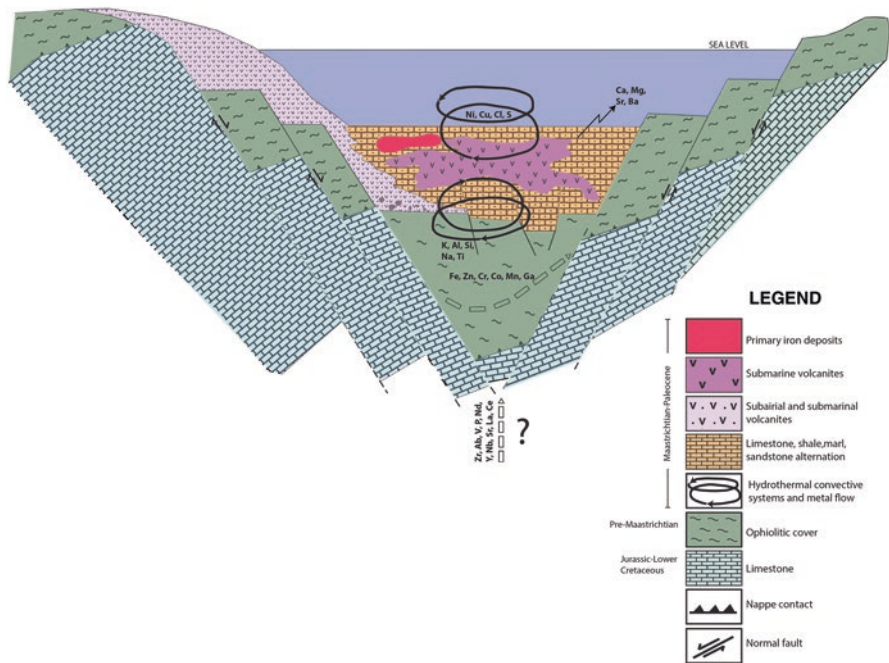 SEA LEVEL
Ca, Mg,
Sr, Ba
Ni, Cu, Cl, S
K, Al, Si,
Na, Ti
Fe, Zn, Cr, Co, Mn, Ga
Zr, Ab, V, P, Nd,
Y, Nb, Sr, La, Ce
?
LEGEND
Maastrichtian-Paleocene
Primary iron deposits
Submarine volcanites
Subairial and submarinal
volcanites
Limestone, shale,marl,
sandstone alternation
Hydrothermal convective
systems and metal flow
Pre-Maastrichtian
Ophiolitic cover
Jurassic-Lower
Cretaceous
Limestone
Nappe contact
Normal fault